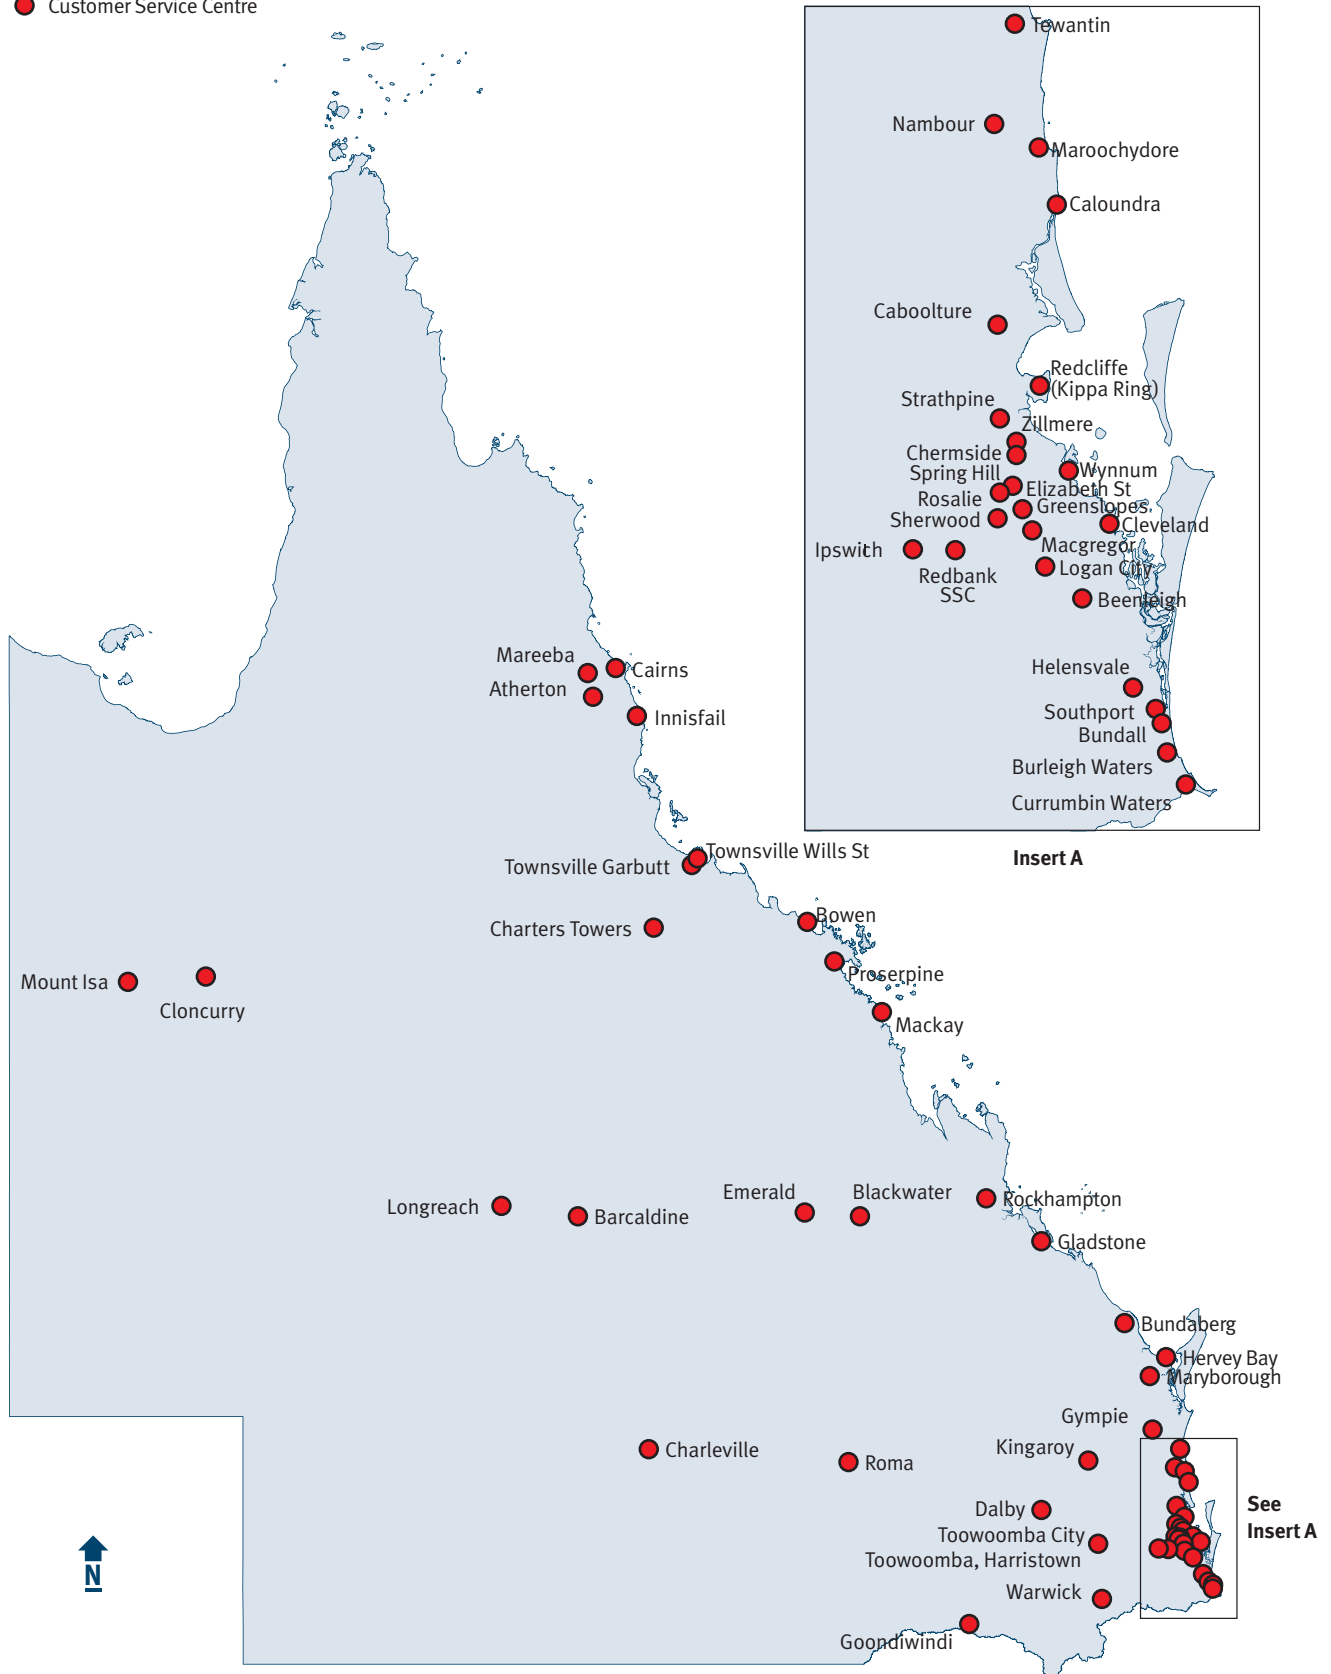 Customer Service Centre
Tewantin
Nambour
Maroochydore
Caloundra
Caboolture
Redcliffe
(Kippa Ring)
Strathpine
Zillmere
Chermside
Wynnum
Spring Hill
Elizabeth St
Rosalie
Greenslopes
Sherwood
Cleveland
Macgregor
Ipswich
Logan City
Redbank
SSC
Beenleigh
Helensvale
Southport
Bundall
Burleigh Waters
Currumbin Waters
Insert A
Mareeba
Cairns
Atherton
Innisfail
Townsville Wills St
Townsville Garbutt
Bowen
Charters Towers
Proserpine
Mount Isa
Cloncurry
Mackay
Longreach
Barcaldine
Emerald
Blackwater
Rockhampton
Gladstone
Bundaberg
Hervey Bay
Maryborough
Gympie
Kingaroy
Charleville
Roma
Dalby
See
Insert A
Toowoomba City
Toowoomba, Harristown
Warwick
Goondiwindi
N